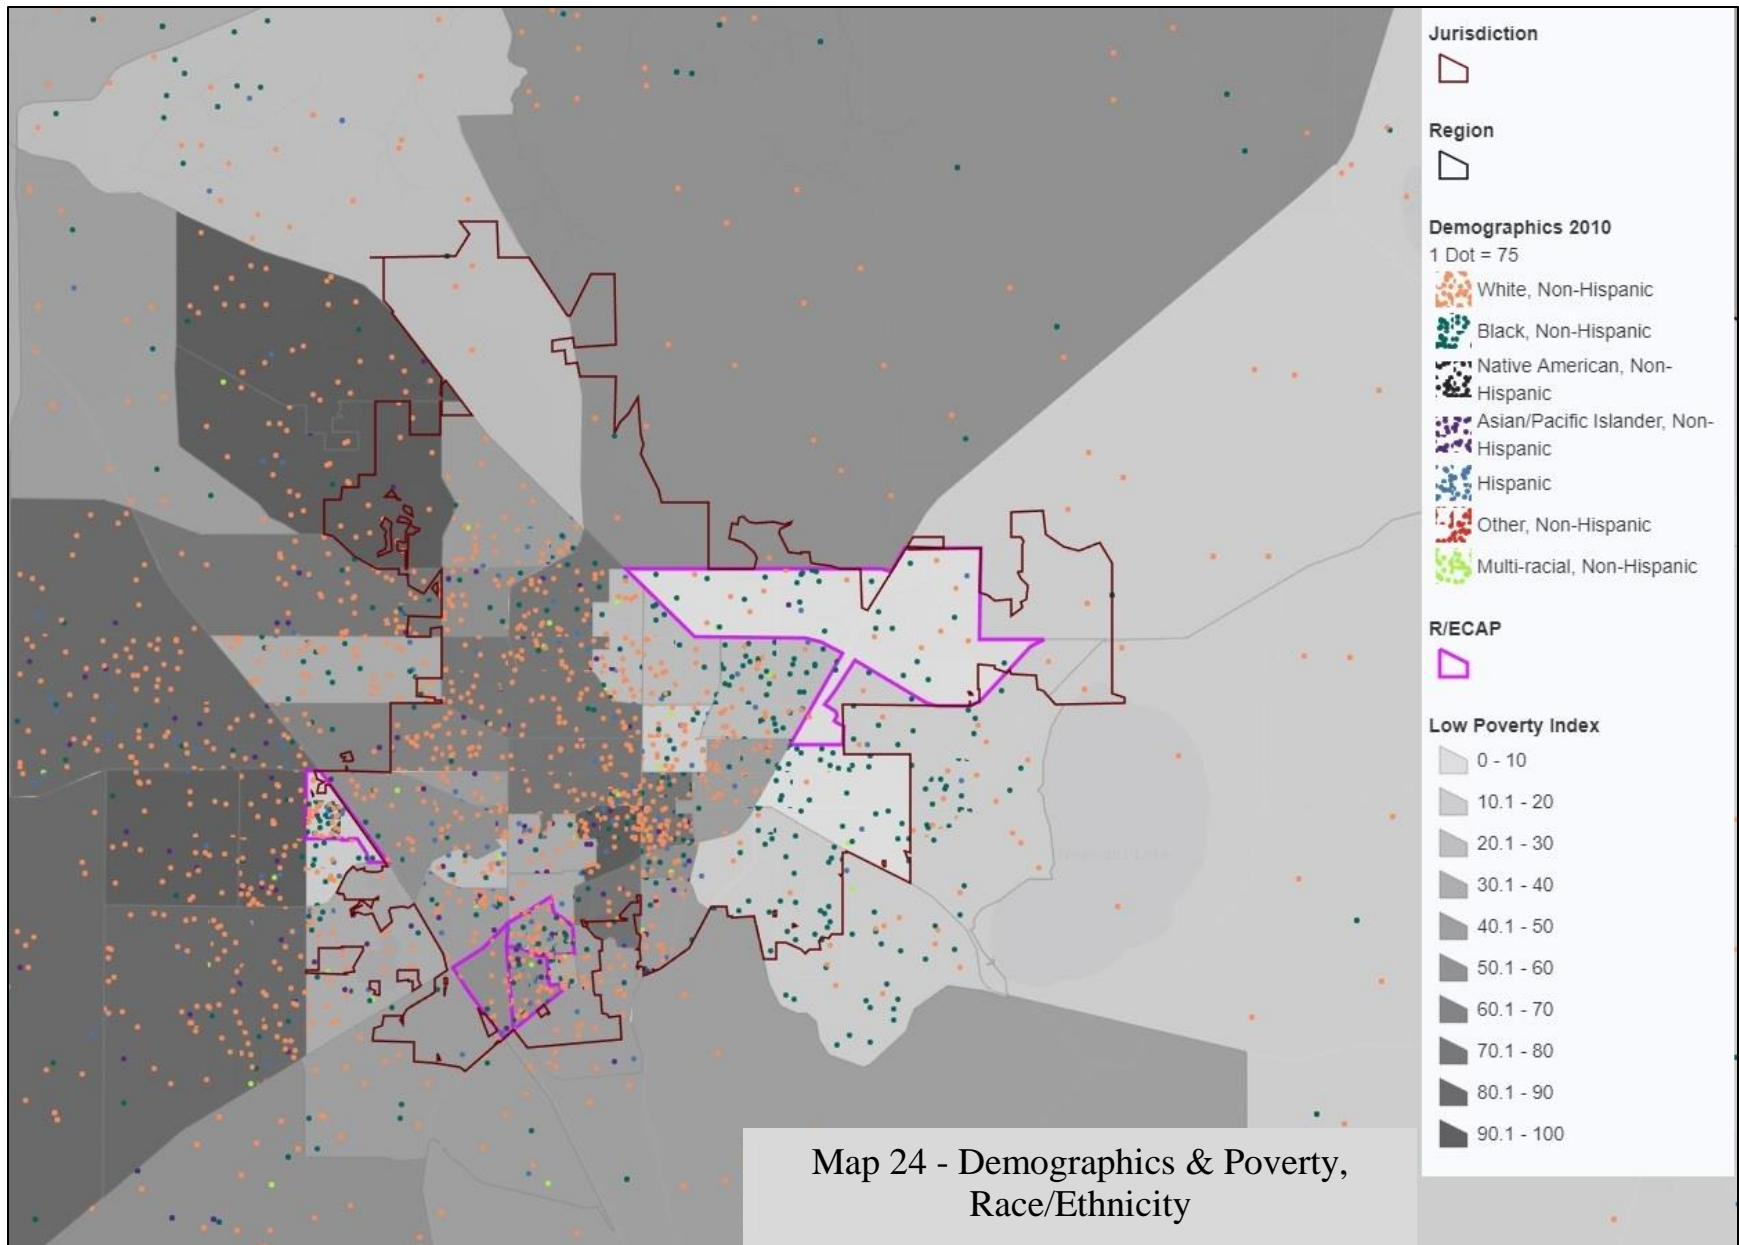 Jurisdiction
Region
Demographics 2010
1 Dot = 75
White, Non-Hispanic
Black, Non-Hispanic
Native American, Non-
Hispanic
Asian/Pacific Islander, Non-
Hispanic
Hispanic
Other, Non-Hispanic
Multi-racial, Non-Hispanic
R/ECAP
Low Poverty Index
0 - 10
10.1 - 20
20.1 - 30
30.1 - 40
40.1 - 50
50.1 - 60
60.1 - 70
70.1 - 80
80.1 - 90
90.1 - 100
Map 24 - Demographics & Poverty,
Race/Ethnicity